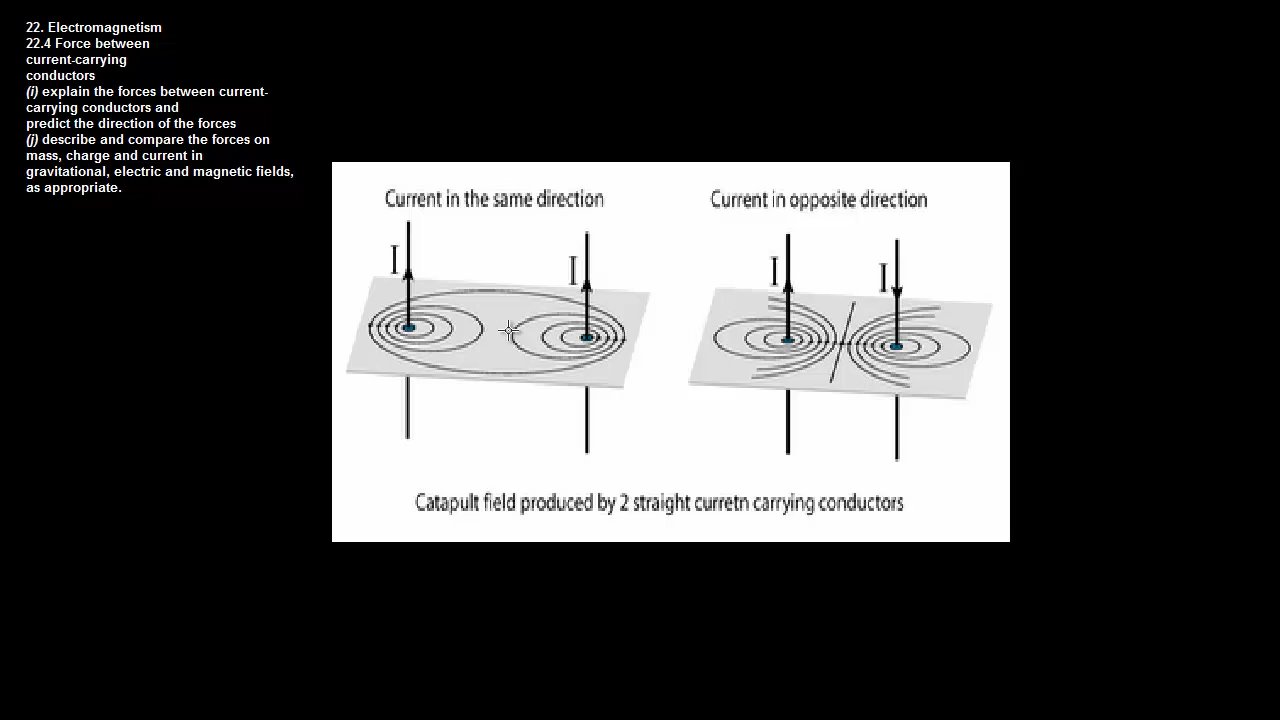 22. Electromagnetism
22.4 Force between
current-carrying
conductors
(i) explain the forces between current-
carrying conductors and
predict the direction of the forces
(j) describe and compare the forces on
mass, charge and current in
gravitational, electric and magnetic fields,
as appropriate.
Current in the same direction
Current in opposite direction
I
I
I
I
Catapult field produced by 2 straight curretn carrying conductors